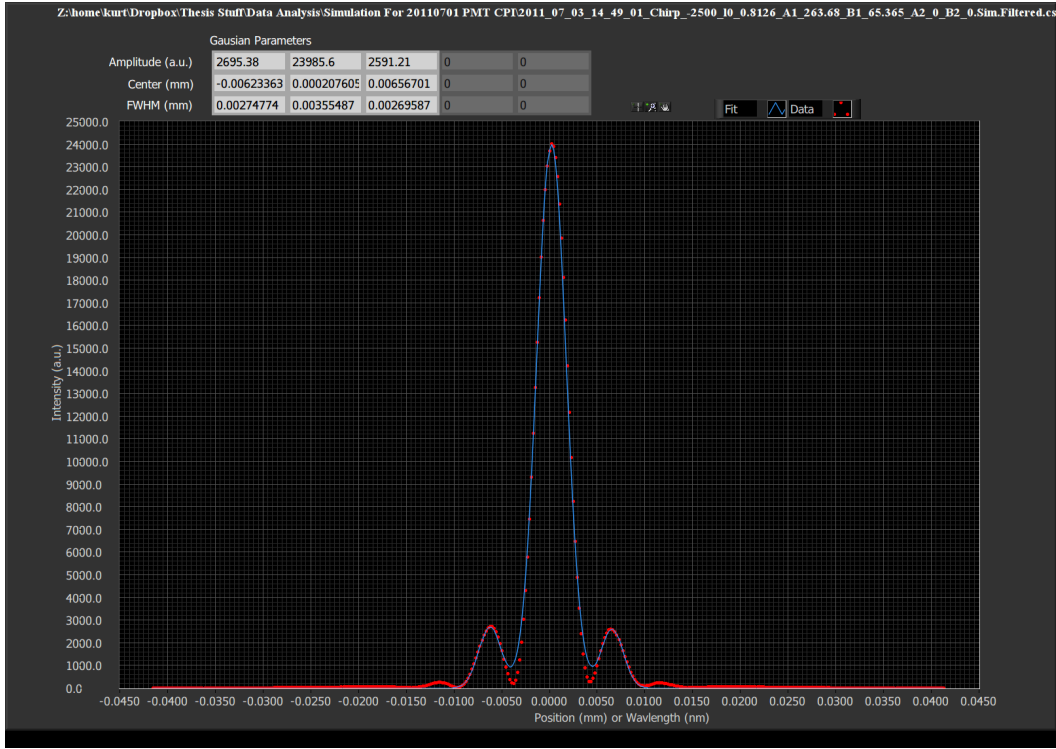 Z:\home\kurt\Dropbox\Thesis Stuff\Data Analysis\Simulation For 20110701 PMT CPI\2011_07_03_14_49_01_Chirp_-2500_l0_0.8126_A1_263.68_B1_65.365_A2_0_B2_0.Sim.Filtered.cs
Gausian Parameters
Amplitude (a.u.) 2695.38 23985.6 2591.21 0 0
Center (mm) -0.00623363 0.000207605 0.00656701 0 0
FWHM (mm) 0.00274774 0.00355487 0.00269587 0 0
Fit Data
25000.0
24000.0
23000.0
22000.0
21000.0
20000.0
19000.0
18000.0
17000.0
16000.0
15000.0
14000.0
13000.0
12000.0
11000.0
10000.0
9000.0
8000.0
7000.0
6000.0
5000.0
4000.0
3000.0
2000.0
1000.0
0.0
Intensity (a.u.)
-0.0450 -0.0400 -0.0350 -0.0300 -0.0250 -0.0200 -0.0150 -0.0100 -0.0050 0.0000 0.0050 0.0100 0.0150 0.0200 0.0250 0.0300 0.0350 0.0400 0.0450
Position (mm) or Wavlength (nm)